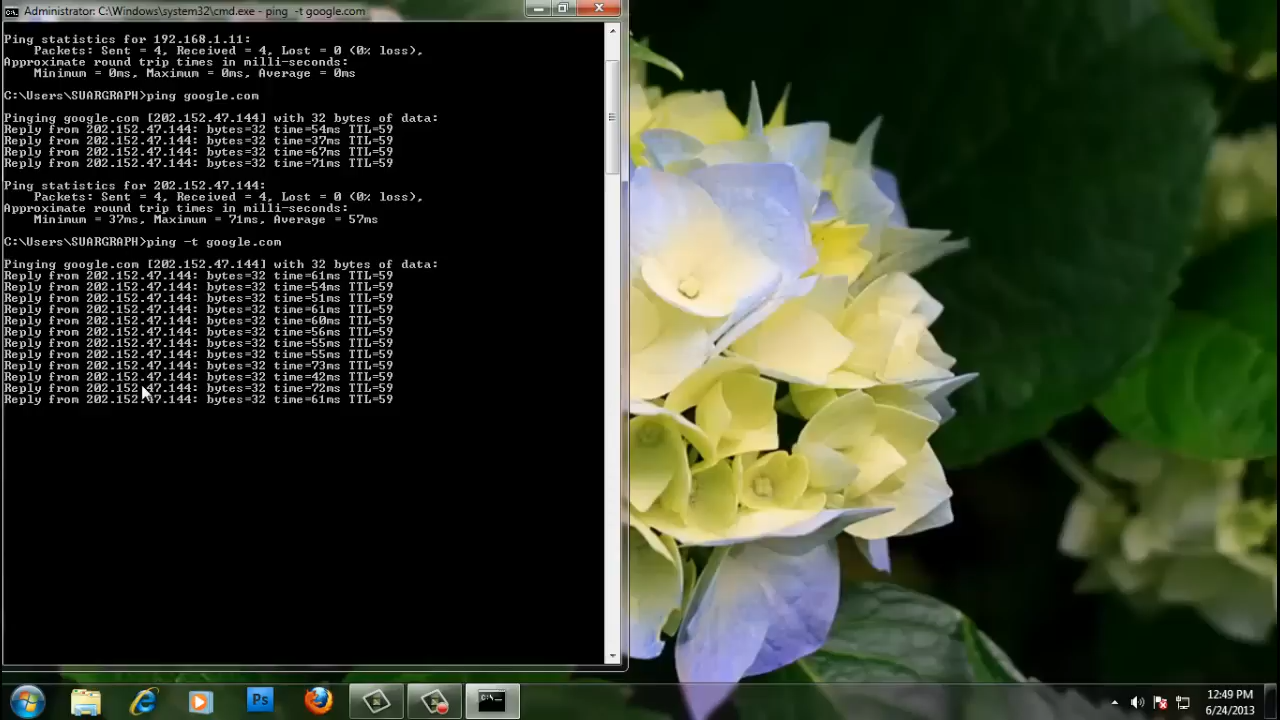 Administrator: C:\Windows\system32\cmd.exe - ping -t google.com
Ping statistics for 192.168.1.11:
Packets: Sent = 4, Received = 4, Lost = 0 (0% loss),
Approximate round trip times in milli-seconds:
Minimum = 0ms, Maximum = 0ms, Average = 0ms
C:\Users\SUARGRAPH>ping google.com
Pinging google.com [202.152.47.144] with 32 bytes of data:
Reply from 202.152.47.144: bytes=32 time=54ms TTL=59
Reply from 202.152.47.144: bytes=32 time=37ms TTL=59
Reply from 202.152.47.144: bytes=32 time=67ms TTL=59
Reply from 202.152.47.144: bytes=32 time=71ms TTL=59
Ping statistics for 202.152.47.144:
Packets: Sent = 4, Received = 4, Lost = 0 (0% loss),
Approximate round trip times in milli-seconds:
Minimum = 37ms, Maximum = 71ms, Average = 57ms
C:\Users\SUARGRAPH>ping -t google.com
Pinging google.com [202.152.47.144] with 32 bytes of data:
Reply from 202.152.47.144: bytes=32 time=61ms TTL=59
Reply from 202.152.47.144: bytes=32 time=54ms TTL=59
Reply from 202.152.47.144: bytes=32 time=51ms TTL=59
Reply from 202.152.47.144: bytes=32 time=61ms TTL=59
Reply from 202.152.47.144: bytes=32 time=60ms TTL=59
Reply from 202.152.47.144: bytes=32 time=56ms TTL=59
Reply from 202.152.47.144: bytes=32 time=55ms TTL=59
Reply from 202.152.47.144: bytes=32 time=55ms TTL=59
Reply from 202.152.47.144: bytes=32 time=73ms TTL=59
Reply from 202.152.47.144: bytes=32 time=42ms TTL=59
Reply from 202.152.47.144: bytes=32 time=72ms TTL=59
Reply from 202.152.47.144: bytes=32 time=61ms TTL=59
Ps
C:\
12:49 PM
6/24/2013